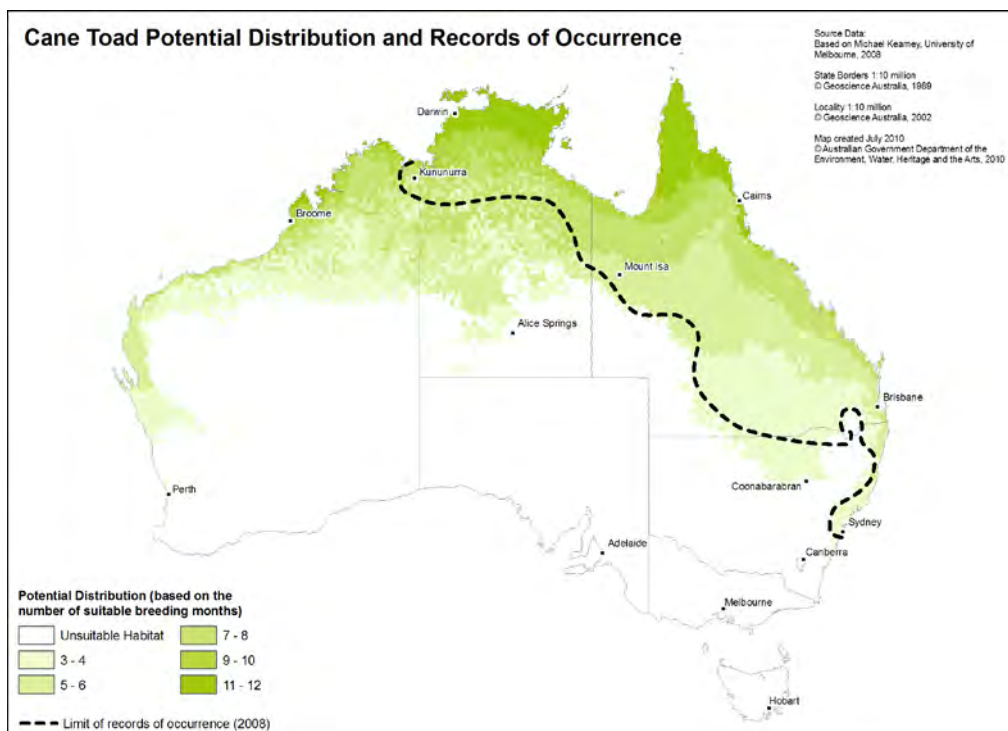 Cane Toad Potential Distribution and Records of Occurrence
Source Data:
Based on Michael Kearney, University of
Melbourne, 2008
State Borders 1:10 million
© Geoscience Australia, 1989
Locality 1:10 million
© Geoscience Australia, 2002
Map created July 2010
© Australian Government Department of the
Environment, Water, Heritage and the Arts, 2010
Darwin
Kununurra
Cairns
Broome
Mount Isa
Alice Springs
Brisbane
Coonabarabran
Perth
Sydney
Adelaide
Canberra
Melbourne
Hobart
Potential Distribution (based on the
number of suitable breeding months)
Unsuitable Habitat
7 - 8
3 - 4
9 - 10
5 - 6
11 - 12
Limit of records of occurrence (2008)